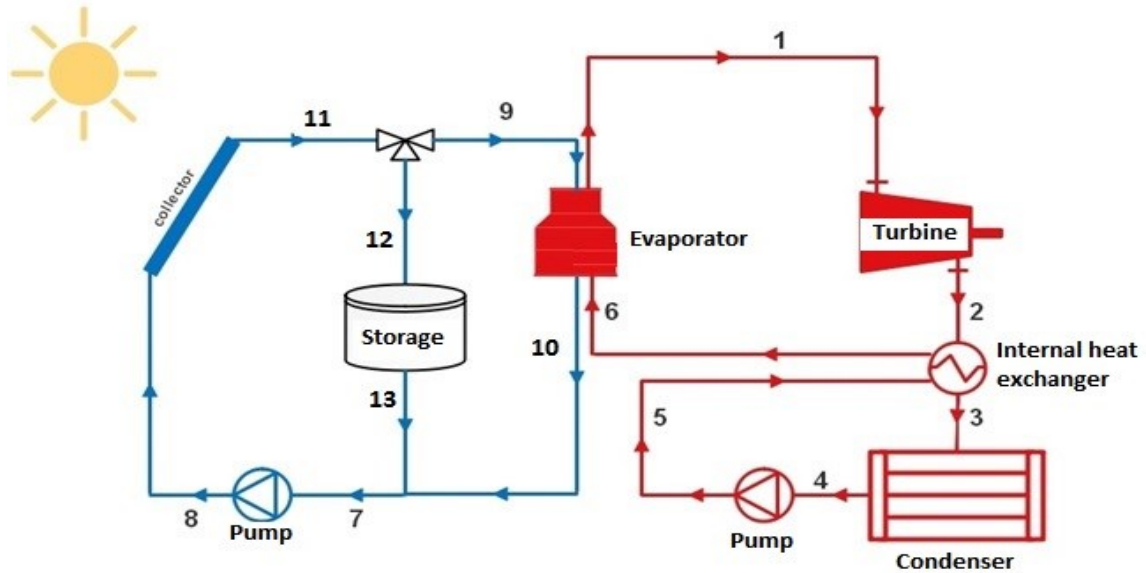 1
11
9
collector
Evaporator
Turbine
12
6
2
Storage
10
Internal heat
exchanger
13
5
3
8
Pump
7
Pump
4
Condenser